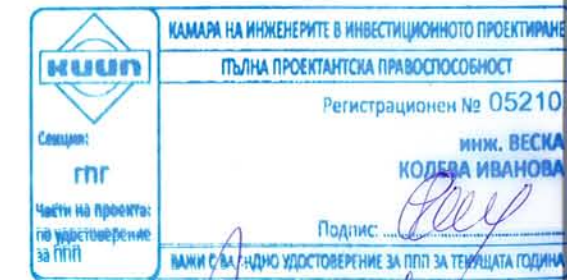 КАМАРА НА ИНЖЕНЕРИТЕ В ИНВЕСТИЦИОННОТО ПРОЕКТИРАНЕ
КИИП
ПЪЛНА ПРОЕКТАНТСКА ПРАВОСПОСОБНОСТ
Регистрационен № 05210
Секция:
ГПГ
инж. ВЕСКА
КОЛЕВА ИВАНОВА
Части на проекта:
по удостоверение
за ППП
Подпис:
ВАЖИ С ВАЛИДНО УДОСТОВЕРЕНИЕ ЗА ППП ЗА ТЕКУЩАТА ГОДИНА